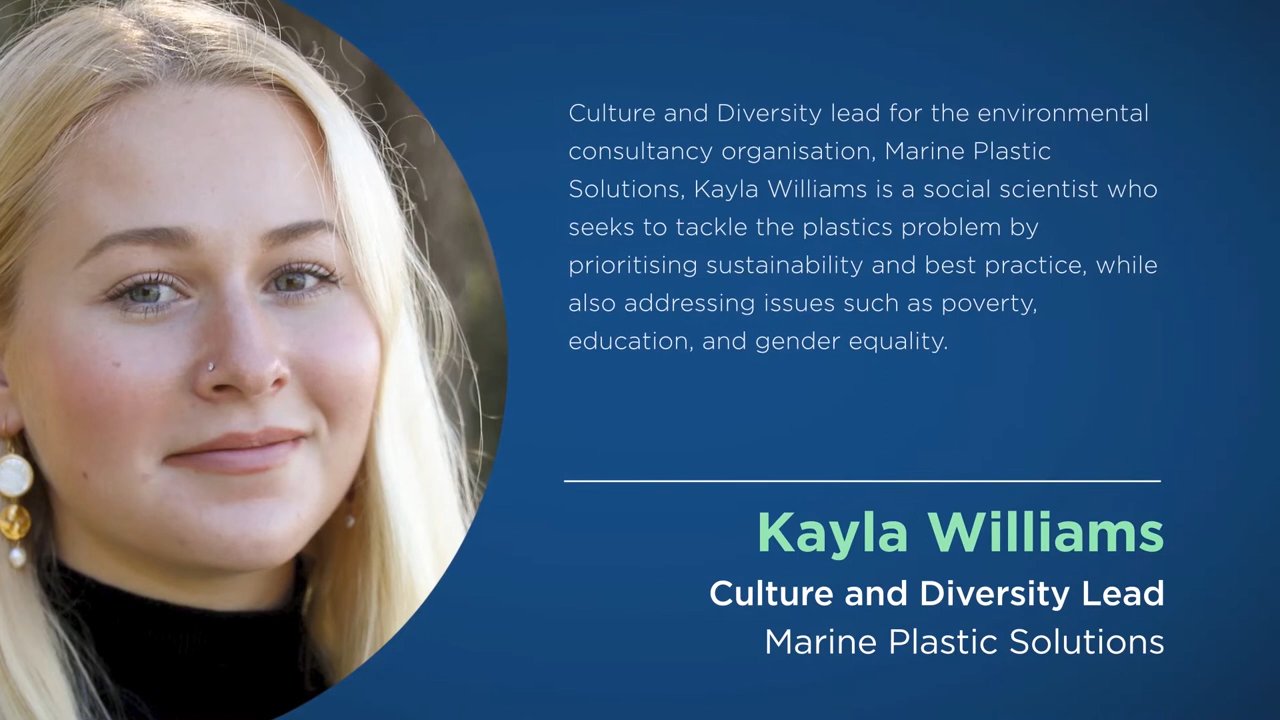 Culture and Diversity lead for the environmental
consultancy organisation, Marine Plastic
Solutions, Kayla Williams is a social scientist who
seeks to tackle the plastics problem by
prioritising sustainability and best practice, while
also addressing issues such as poverty,
education, and gender equality.
Kayla Williams
Culture and Diversity Lead
Marine Plastic Solutions